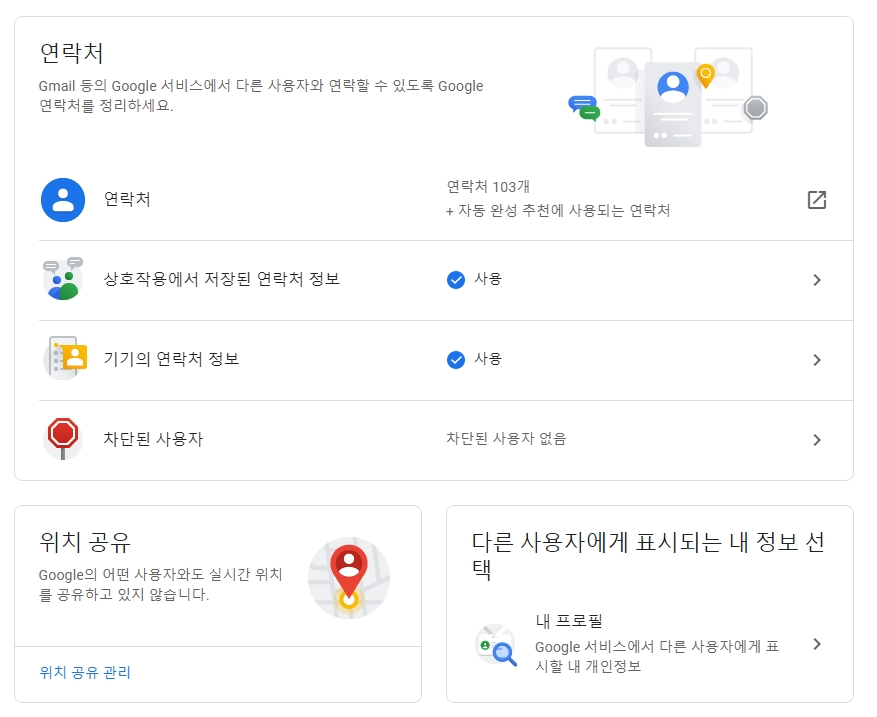 연락처
Gmail 등의 Google 서비스에서 다른 사용자와 연락할 수 있도록 Google
연락처를 정리하세요.
연락처
연락처 103개
+ 자동 완성 추천에 사용되는 연락처
상호작용에서 저장된 연락처 정보
사용
기기의 연락처 정보
사용
차단된 사용자
차단된 사용자 없음
위치 공유
Google의 어떤 사용자와도 실시간 위치
를 공유하고 있지 않습니다.
위치 공유 관리
다른 사용자에게 표시되는 내 정보 선
택
내 프로필
Google 서비스에서 다른 사용자에게 표
시할 내 개인정보